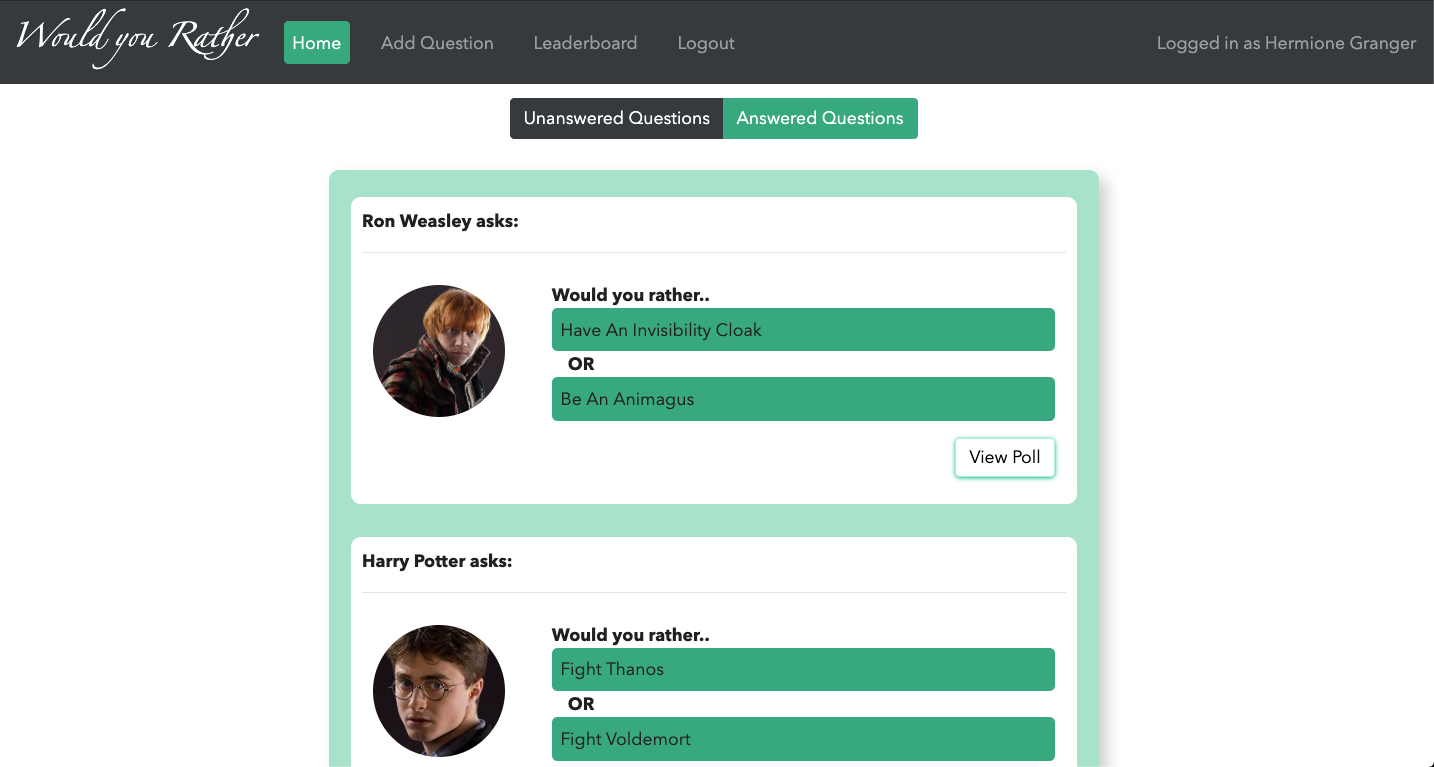 Would you Rather Home Add Question Leaderboard Logout Logged in as Hermione Granger
Unanswered Questions Answered Questions
Ron Weasley asks:
Would you rather..
Have An Invisibility Cloak
OR
Be An Animagus
View Poll
Harry Potter asks:
Would you rather..
Fight Thanos
OR
Fight Voldemort